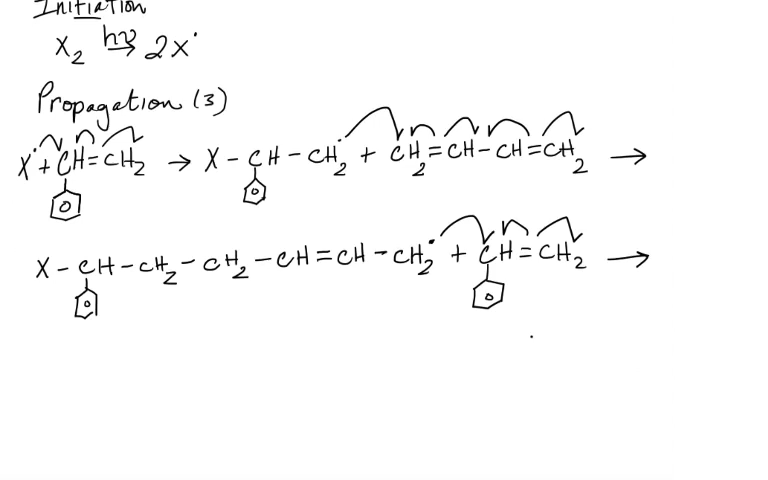 Initiation
X₂ hν→ 2X•
Propagation (3)
X• + CH=CH₂ → X-CH-CH₂• + CH₂=CH-CH=CH₂ →
X-CH-CH₂-CH₂-CH=CH-CH₂• + CH=CH₂ →